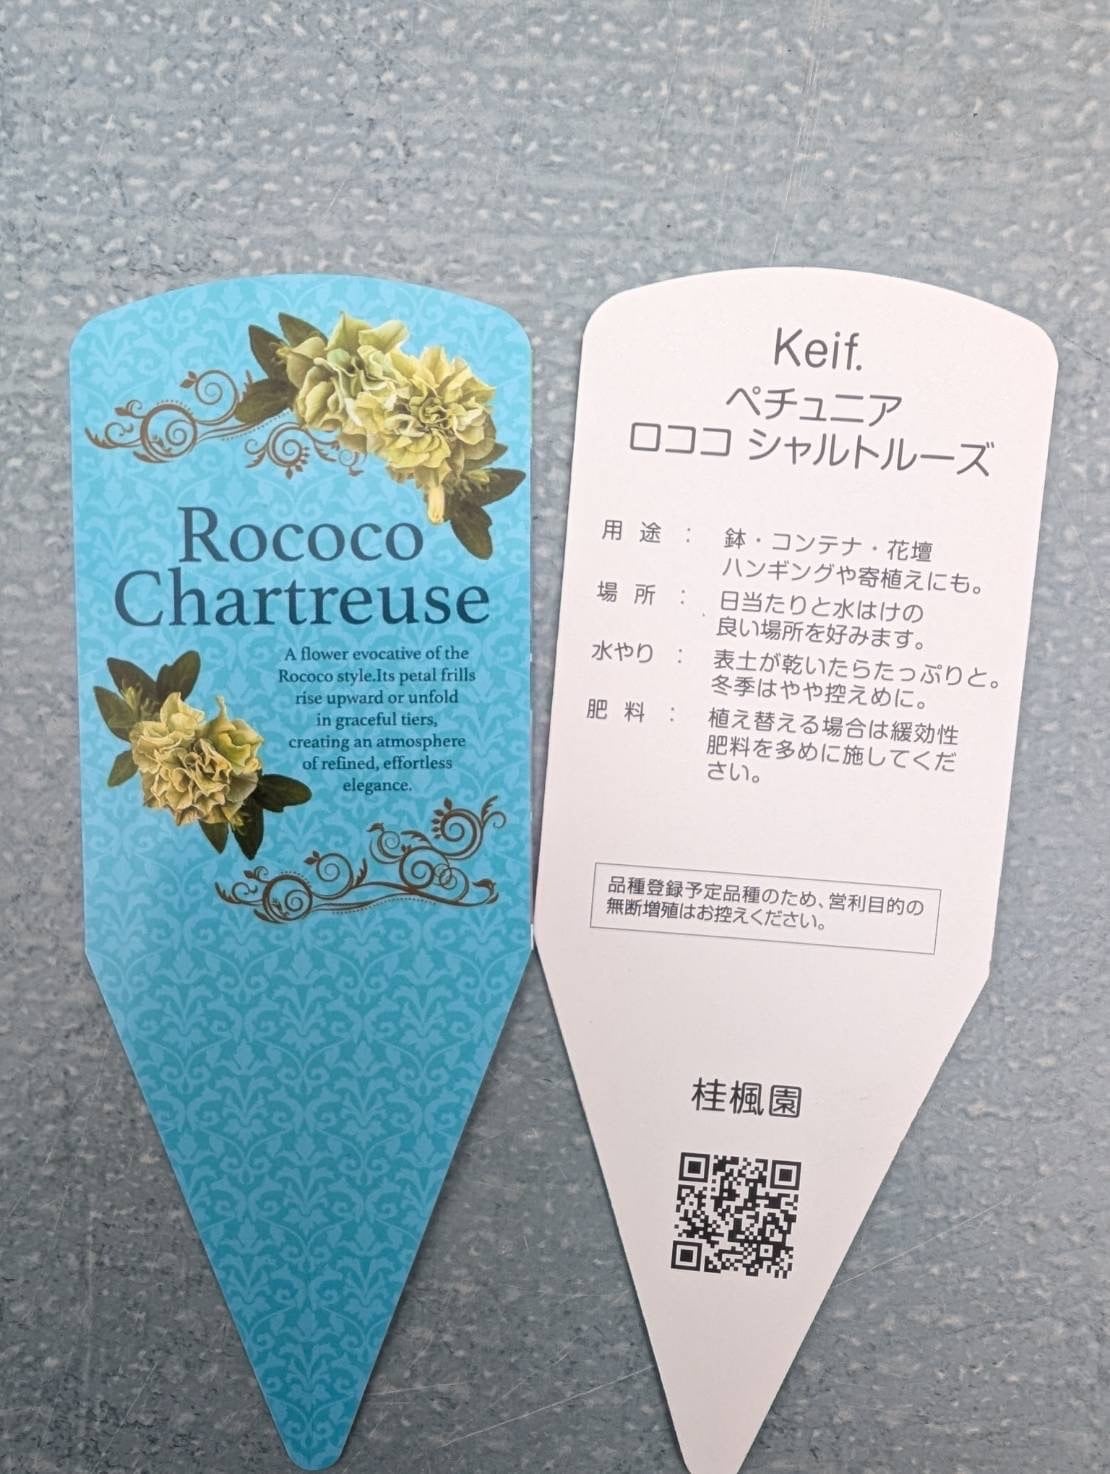 Rococo
Chartreuse
A flower evocative of the
Rococo style.Its petal frills
rise upward or unfold
in graceful tiers,
creating an atmosphere
of refined, effortless
elegance.
Keif.
ペチュニア
ロココ シャルトルーズ
用 途 : 鉢・コンテナ・花壇
ハンギングや寄植えにも。
場 所 : 日当たりと水はけの
良い場所を好みます。
水やり : 表土が乾いたらたっぷりと。
冬季はやや控えめに。
肥 料 : 植え替える場合は緩効性
肥料を多めに施してくだ
さい。
品種登録予定品種のため、営利目的の
無断増殖はお控えください。
桂楓園